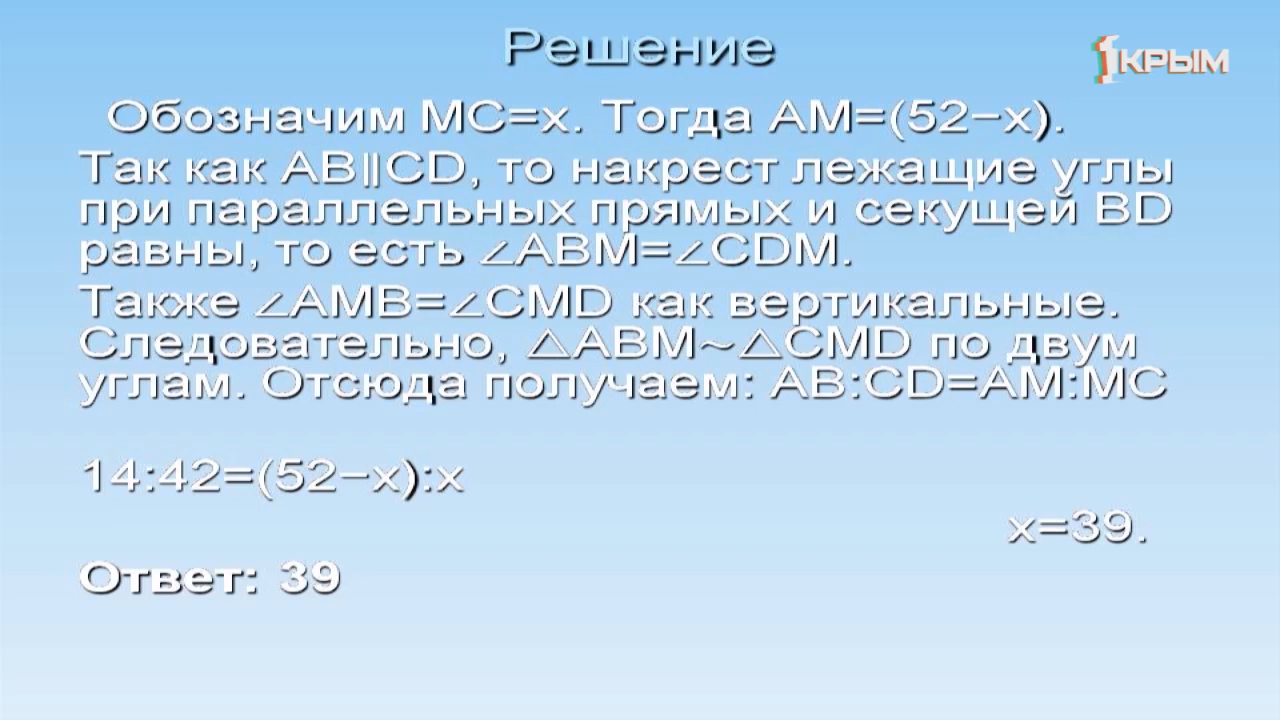 Решение
1КРЫМ
Обозначим MC=x. Тогда AM=(52−x).
Так как AB∥CD, то накрест лежащие углы
при параллельных прямых и секущей BD
равны, то есть ∠ABM=∠CDM.
Также ∠AMB=∠CMD как вертикальные.
Следовательно, △ABM~△CMD по двум
углам. Отсюда получаем: AB:CD=AM:MC
14:42=(52−x):x
x=39.
Ответ: 39